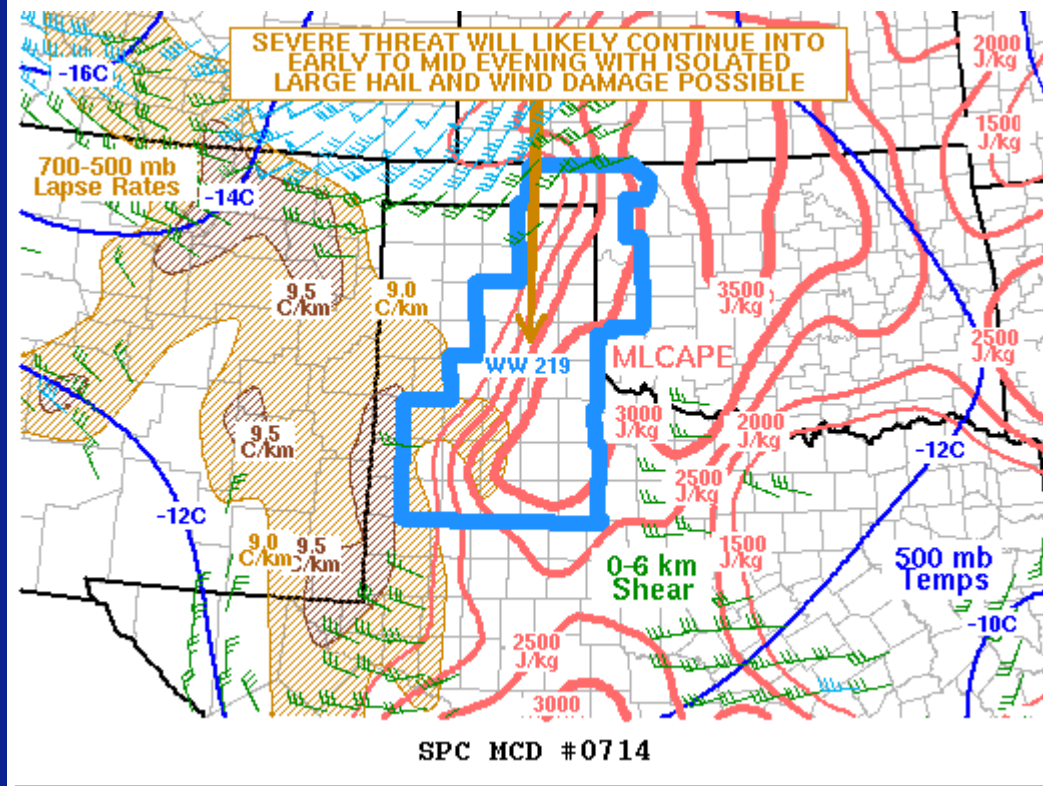 SEVERE THREAT WILL LIKELY CONTINUE INTO
EARLY TO MID EVENING WITH ISOLATED
LARGE HAIL AND WIND DAMAGE POSSIBLE
2000
J/kg
-16C
1500
J/kg
700-500 mb
Lapse Rates
-14C
9.5
C/km
9.0
C/km
3500
J/kg
2500
J/kg
MLCAPE
WW 219
3000
J/kg
2000
J/kg
9.5
C/km
-12C
2500
J/kg
-12C
9.0
C/km
9.5
C/km
1500
J/kg
0-6 km
Shear
500 mb
Temps
-10C
2500
J/kg
3000
SPC MCD #0714